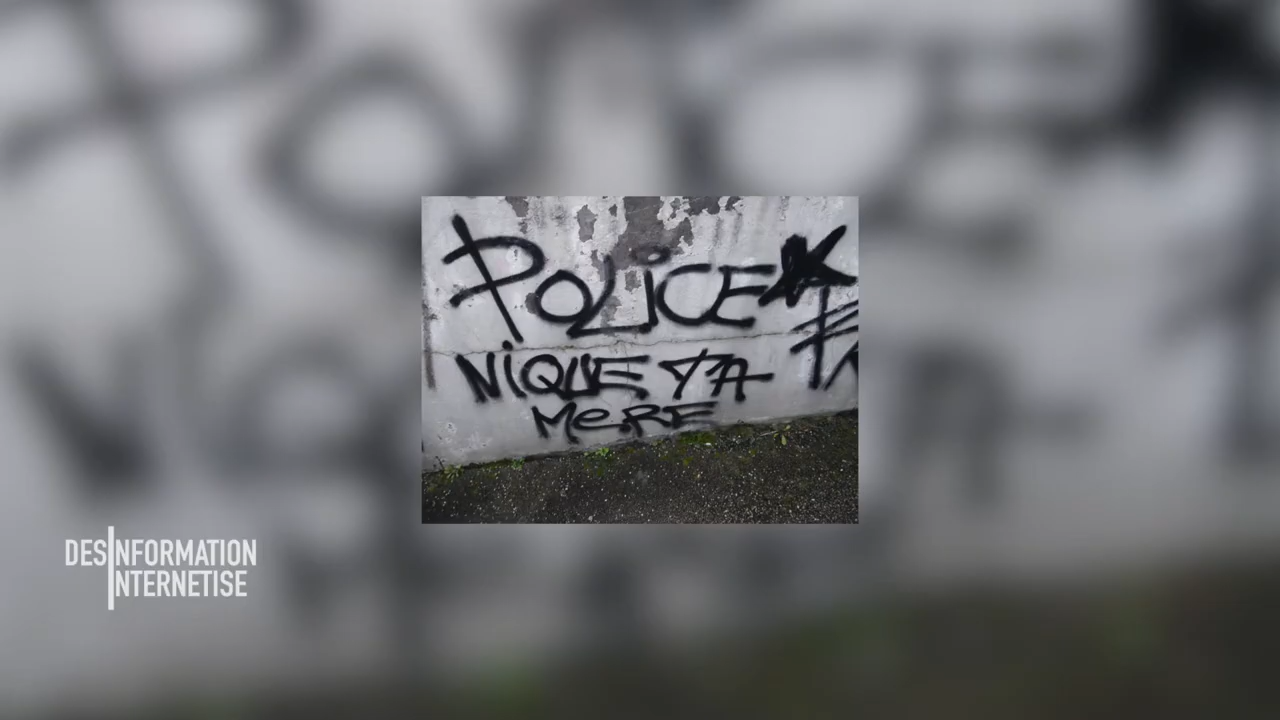 POLICE
NIQUE TA
MERE
DESINFORMATION
INTERNETISE